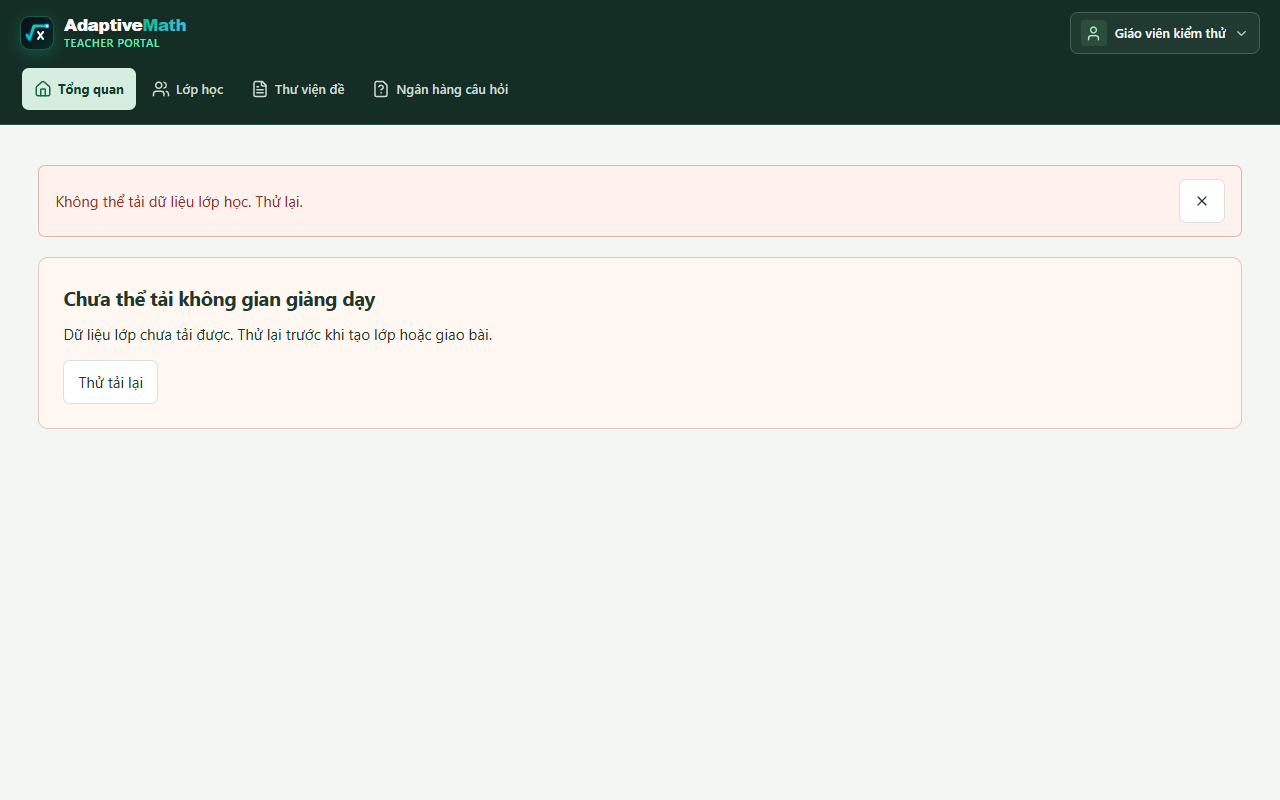 AdaptiveMath
TEACHER PORTAL
Giáo viên kiểm thử
Tổng quan
Lớp học
Thư viện đề
Ngân hàng câu hỏi
Không thể tải dữ liệu lớp học. Thử lại.
Chưa thể tải không gian giảng dạy
Dữ liệu lớp chưa tải được. Thử lại trước khi tạo lớp hoặc giao bài.
Thử tải lại